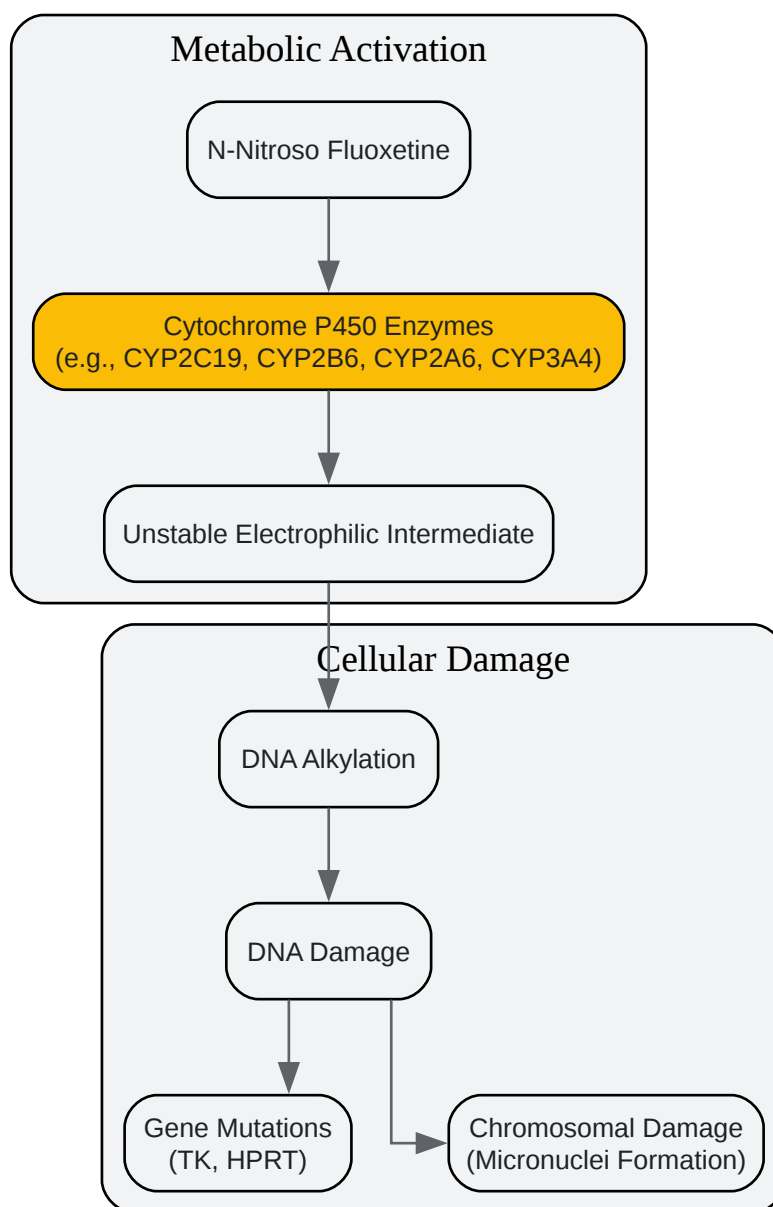 Metabolic Activation
N-Nitroso Fluoxetine
Cytochrome P450 Enzymes
(e.g., CYP2C19, CYP2B6, CYP2A6, CYP3A4)
Unstable Electrophilic Intermediate
Cellular Damage
DNA Alkylation
DNA Damage
Gene Mutations
(TK, HPRT)
Chromosomal Damage
(Micronuclei Formation)